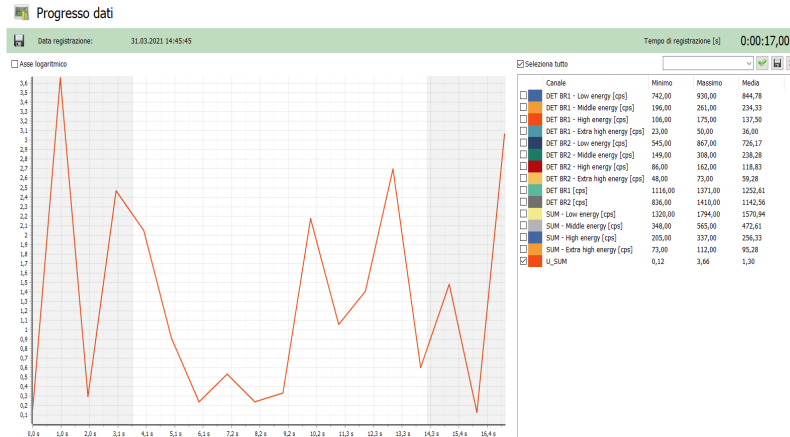 Progresso dati
Data registrazione: 31.03.2021 14:45:45 Tempo di registrazione [s] 0:00:17,00
Asse logaritmico
Seleziona tutto
3,6
3,5
3,4
3,3
3,2
3,1
3
2,9
2,8
2,7
2,6
2,5
2,4
2,3
2,2
2,1
2
1,9
1,8
1,7
1,6
1,5
1,4
1,3
1,2
1,1
1
0,9
0,8
0,7
0,6
0,5
0,4
0,3
0,2
0,1
0,0 s 1,0 s 2,0 s 3,1 s 4,1 s 5,1 s 6,1 s 7,2 s 8,2 s 9,2 s 10,2 s 11,3 s 12,3 s 13,3 s 14,3 s 15,4 s 16,4 s
Canale Minimo Massimo Media
DET BR1 - Low energy [cps] 742,00 930,00 844,78
DET BR1 - Middle energy [cps] 196,00 261,00 234,33
DET BR1 - High energy [cps] 106,00 175,00 137,50
DET BR1 - Extra high energy [cps] 23,00 50,00 36,00
DET BR2 - Low energy [cps] 545,00 867,00 726,17
DET BR2 - Middle energy [cps] 149,00 308,00 238,28
DET BR2 - High energy [cps] 86,00 162,00 118,83
DET BR2 - Extra high energy [cps] 48,00 73,00 59,28
DET BR1 [cps] 1116,00 1371,00 1252,61
DET BR2 [cps] 836,00 1410,00 1142,56
SUM - Low energy [cps] 1320,00 1794,00 1570,94
SUM - Middle energy [cps] 348,00 565,00 472,61
SUM - High energy [cps] 205,00 337,00 256,33
SUM - Extra high energy [cps] 73,00 112,00 95,28
U_SUM 0,12 3,66 1,30